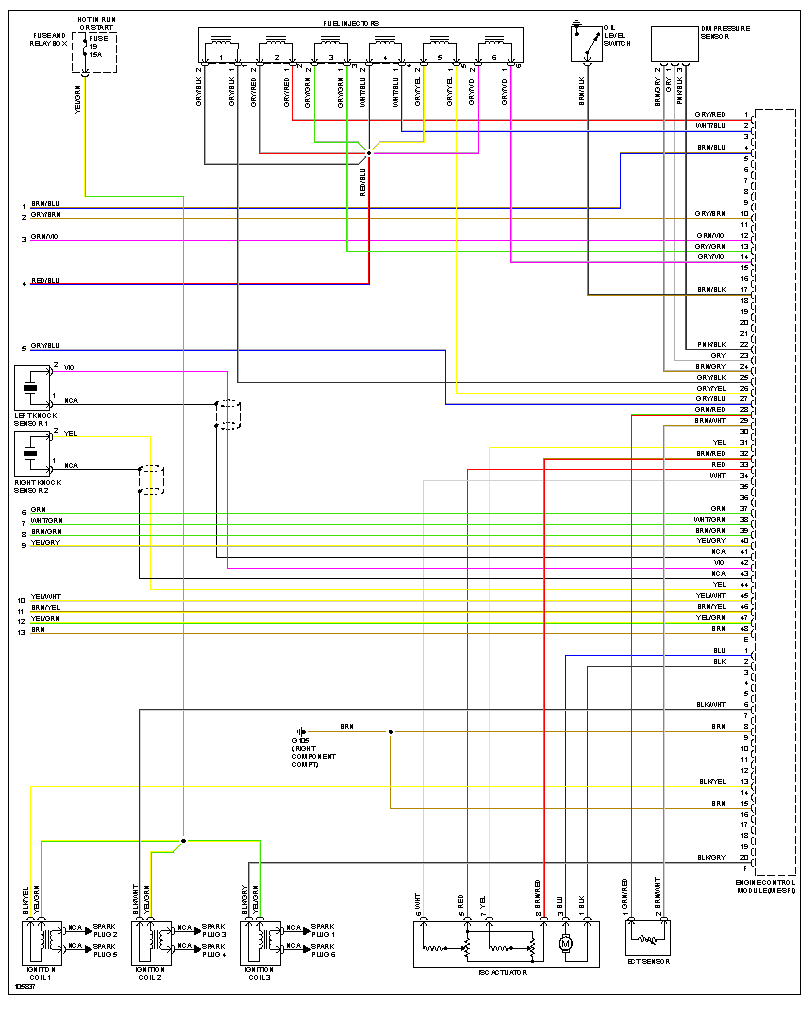 HOT IN RUN
OR START
FUSE AND
RELAY BOX
FUSE
19
15A
YEL/GRN
FUEL INJECTORS
1
2
3
4
5
6
2
1
2
1
2
1
2
1
2
1
2
1
GRY/BLK
GRY/BLK
GRY/RED
GRY/RED
GRY/GRN
GRY/GRN
WHT/BLU
WHT/BLU
GRY/YEL
GRY/YEL
GRY/VIO
GRY/VIO
RED/BLU
OIL
LEVEL
SWITCH
BRN/BLK
DM PRESSURE
SENSOR
BRN/GRY 2
GRY 1
PNK/BLK 3
GRY/RED 1
WHT/BLU 2
3
BRN/BLU 4
5
6
7
8
9
GRY/BRN 10
11
GRN/VIO 12
GRY/GRN 13
GRY/VIO 14
15
16
BRN/BLK 17
18
19
20
21
PNK/BLK 22
GRY 23
BRN/GRY 24
GRY/BLK 25
GRY/YEL 26
GRY/BLU 27
GRN/RED 28
BRN/WHT 29
30
YEL 31
BRN/RED 32
RED 33
WHT 34
35
36
GRN 37
WHT/GRN 38
BRN/GRN 39
YEL/GRY 40
NCA 41
VIO 42
NCA 43
YEL 44
YEL/WHT 45
BRN/YEL 46
YEL/GRN 47
BRN 48
E
BLU 1
BLK 2
3
4
5
BLK/WHT 6
7
BRN 8
9
10
11
12
BLK/YEL 13
14
BRN 15
16
17
18
19
BLK/GRY 20
F
ENGINE CONTROL
MODULE (ME SFI)
1 BRN/BLU
2 GRY/BRN
3 GRN/VIO
4 RED/BLU
5 GRY/BLU
2 VIO
1 NCA
LEFT KNOCK
SENSOR 1
2 YEL
1 NCA
RIGHT KNOCK
SENSOR 2
6 GRN
7 WHT/GRN
8 BRN/GRN
9 YEL/GRY
10 YEL/WHT
11 BRN/YEL
12 YEL/GRN
13 BRN
G105
(RIGHT
COMPONENT
COMPT)
BRN
BLK/YEL
YEL/GRN
NCA
SPARK
PLUG 2
NCA
SPARK
PLUG 5
IGNITION
COIL 1
BLK/WHT
YEL/GRN
NCA
SPARK
PLUG 3
NCA
SPARK
PLUG 4
IGNITION
COIL 2
BLK/GRY
YEL/GRN
NCA
SPARK
PLUG 1
NCA
SPARK
PLUG 6
IGNITION
COIL 3
6 WHT
5 RED
7 YEL
8 BRN/RED
3 BLU
1 BLK
M
ISC ACTUATOR
1 GRN/RED
2 BRN/WHT
ECT SENSOR
105837